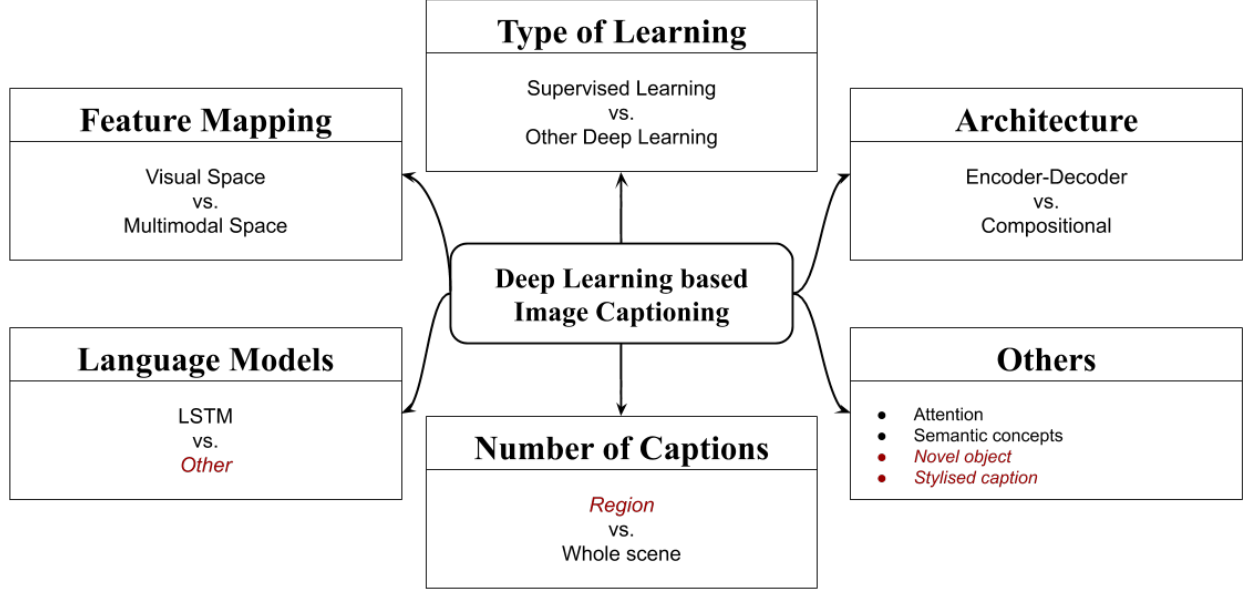 Type of Learning
Supervised Learning
vs.
Other Deep Learning
Feature Mapping
Visual Space
vs.
Multimodal Space
Architecture
Encoder-Decoder
vs.
Compositional
Deep Learning based
Image Captioning
Language Models
LSTM
vs.
Other
Number of Captions
Region
vs.
Whole scene
Others
● Attention
● Semantic concepts
● Novel object
● Stylised caption